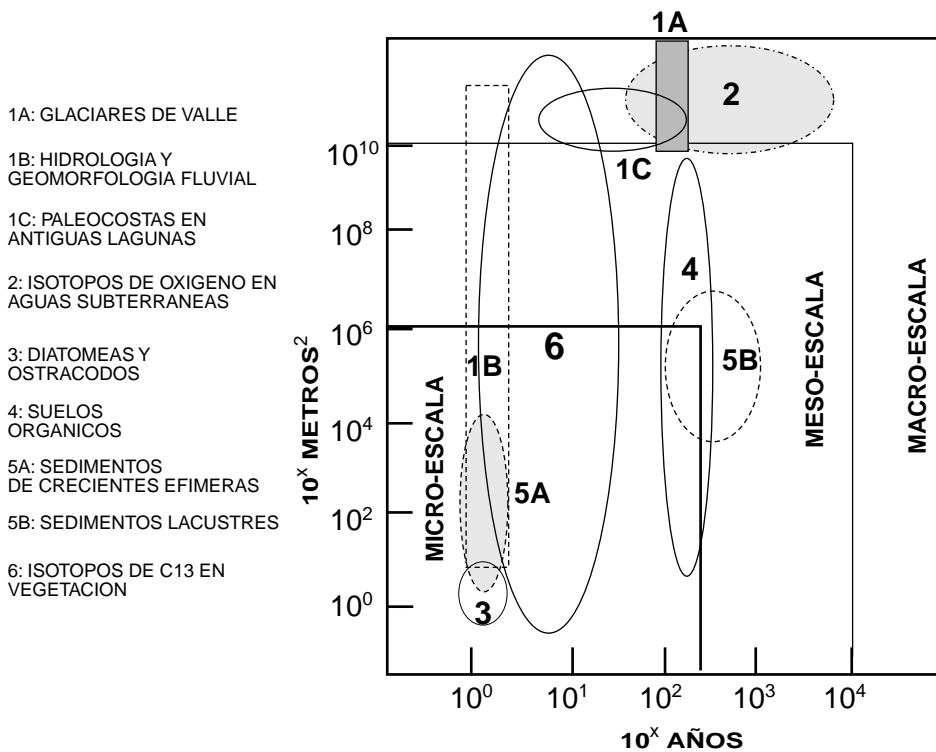 1A: GLACIARES DE VALLE
1B: HIDROLOGIA Y
GEOMORFOLOGIA FLUVIAL
1C: PALEOCOSTAS EN
ANTIGUAS LAGUNAS
2: ISOTOPOS DE OXIGENO EN
AGUAS SUBTERRANEAS
3: DIATOMEAS Y
OSTRACODOS
4: SUELOS
ORGANICOS
5A: SEDIMENTOS
DE CRECIENTES EFIMERAS
5B: SEDIMENTOS LACUSTRES
6: ISOTOPOS DE C13 EN
VEGETACION
10^X METROS^2
10^10
10^8
10^6
10^4
10^2
10^0
1A
2
1C
4
6
1B
5B
5A
3
MICRO-ESCALA
MESO-ESCALA
MACRO-ESCALA
10^0 10^1 10^2 10^3 10^4
10^X AÑOS